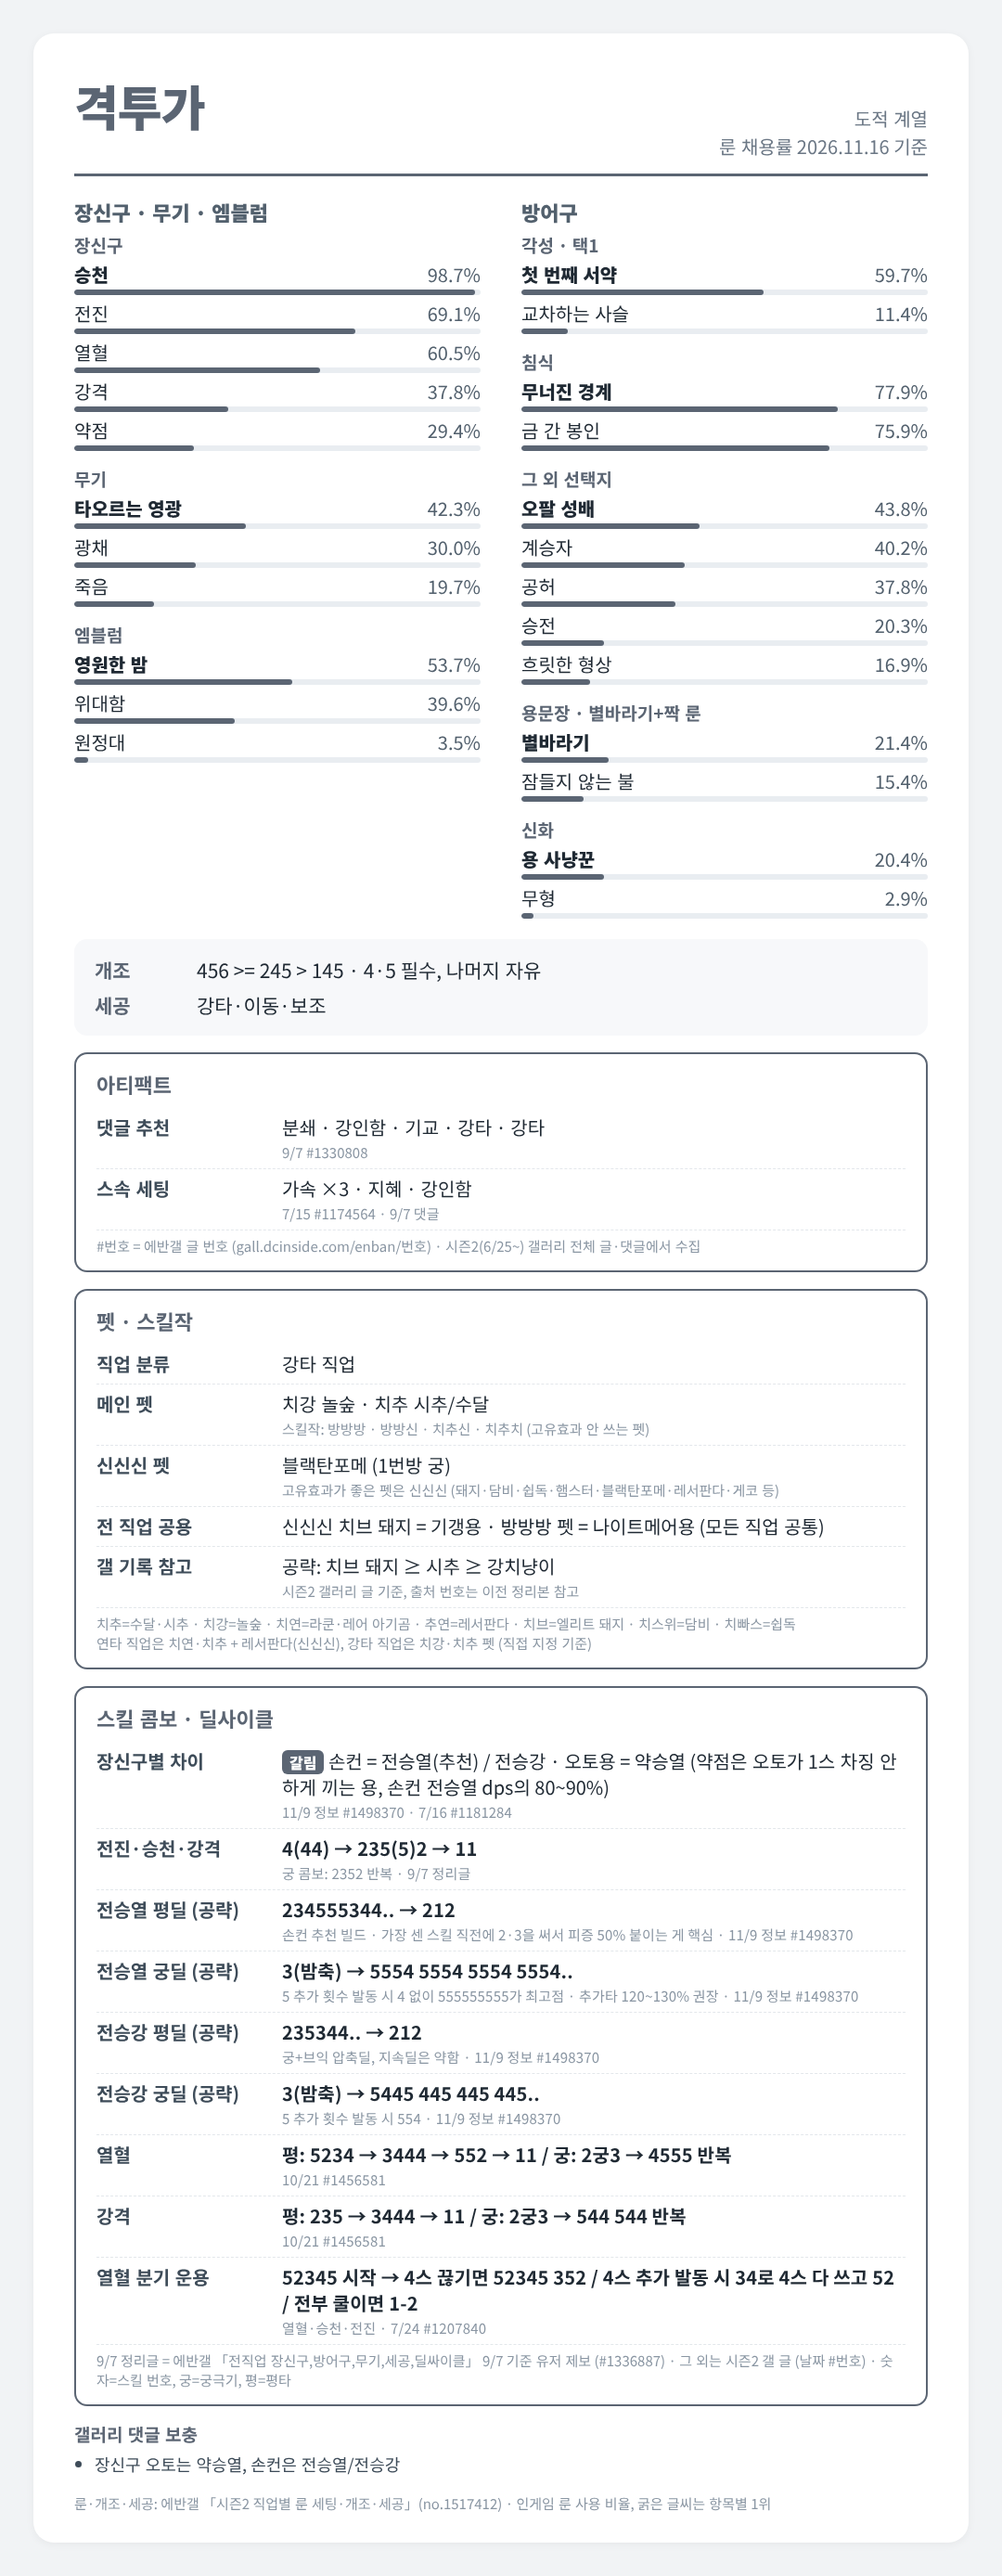 격투가
도적 계열
룬 채용률 2026.11.16 기준
장신구 · 무기 · 엠블럼
장신구
승천 98.7%
전진 69.1%
열혈 60.5%
강격 37.8%
약점 29.4%
무기
타오르는 영광 42.3%
광채 30.0%
죽음 19.7%
엠블럼
영원한 밤 53.7%
위대함 39.6%
원정대 3.5%
방어구
각성 · 택1
첫 번째 서약 59.7%
교차하는 사슬 11.4%
침식
무너진 경계 77.9%
금 간 봉인 75.9%
그 외 선택지
오팔 성배 43.8%
계승자 40.2%
공허 37.8%
승전 20.3%
흐릿한 형상 16.9%
용문장 · 별바라기+짝 룬
별바라기 21.4%
잠들지 않는 불 15.4%
신화
용 사냥꾼 20.4%
무형 2.9%
개조 456 >= 245 > 145 · 4·5 필수, 나머지 자유
세공 강타·이동·보조
아티팩트
댓글 추천 분쇄 · 강인함 · 기교 · 강타 · 강타
9/7 #1330808
스속 세팅 가속 ×3 · 지혜 · 강인함
7/15 #1174564 · 9/7 댓글
#번호 = 에반갤 글 번호 (gall.dcinside.com/enban/번호) · 시즌2(6/25~) 갤러리 전체 글·댓글에서 수집
펫 · 스킬작
직업 분류 강타 직업
메인 펫 치강 놀숲 · 치추 시추/수달
스킬작: 방방방 · 방방신 · 치추신 · 치추치 (고유효과 안 쓰는 펫)
신신신 펫 블랙탄포메 (1번방 궁)
고유효과가 좋은 펫은 신신신 (돼지·담비·쉽독·햄스터·블랙탄포메·레서판다·게코 등)
전 직업 공용 신신신 치브 돼지 = 기갱용 · 방방방 펫 = 나이트메어용 (모든 직업 공통)
갤 기록 참고 공략: 치브 돼지 ≥ 시추 ≥ 강치냥이
시즌2 갤러리 글 기준, 출처 번호는 이전 정리본 참고
치추=수달·시추 · 치강=놀숲 · 치연=라쿤·레어 아기곰 · 추연=레서판다 · 치브=엘리트 돼지 · 치스위=담비 · 치빠스=쉽독
연타 직업은 치연·치추 + 레서판다(신신신), 강타 직업은 치강·치추 펫 (직접 지정 기준)
스킬 콤보 · 딜사이클
장신구별 차이 갈림 손컨 = 전승열(추천) / 전승강 · 오토용 = 약승열 (약점은 오토가 1스 차징 안
하게 끼는 용, 손컨 전승열 dps의 80~90%)
11/9 정보 #1498370 · 7/16 #1181284
전진·승천·강격 4(44) → 235(5)2 → 11
궁 콤보: 2352 반복 · 9/7 정리글
전승열 평딜 (공략) 234555344.. → 212
손컨 추천 빌드 · 가장 센 스킬 직전에 2·3을 써서 피증 50% 붙이는 게 핵심 · 11/9 정보 #1498370
전승열 궁딜 (공략) 3(밤축) → 5554 5554 5554 5554..
5 추가 횟수 발동 시 4 없이 555555555가 최고점 · 추가타 120~130% 권장 · 11/9 정보 #1498370
전승강 평딜 (공략) 235344.. → 212
궁+브익 압축딜, 지속딜은 약함 · 11/9 정보 #1498370
전승강 궁딜 (공략) 3(밤축) → 5445 445 445 445..
5 추가 횟수 발동 시 554 · 11/9 정보 #1498370
열혈 평: 5234 → 3444 → 552 → 11 / 궁: 2궁3 → 4555 반복
10/21 #1456581
강격 평: 235 → 3444 → 11 / 궁: 2궁3 → 544 544 반복
10/21 #1456581
열혈 분기 운용 52345 시작 → 4스 끊기면 52345 352 / 4스 추가 발동 시 34로 4스 다 쓰고 52
/ 전부 쿨이면 1-2
열혈·승천·전진 · 7/24 #1207840
9/7 정리글 = 에반갤 「전직업 장신구,방어구,무기,세공,딜싸이클」 9/7 기준 유저 제보 (#1336887) · 그 외는 시즌2 갤 글 (날짜 #번호) · 숫
자=스킬 번호, 궁=궁극기, 평=평타
갤러리 댓글 보충
• 장신구 오토는 약승열, 손컨은 전승열/전승강
룬·개조·세공: 에반갤 「시즌2 직업별 룬 세팅·개조·세공」(no.1517412) · 인게임 룬 사용 비율, 굵은 글씨는 항목별 1위